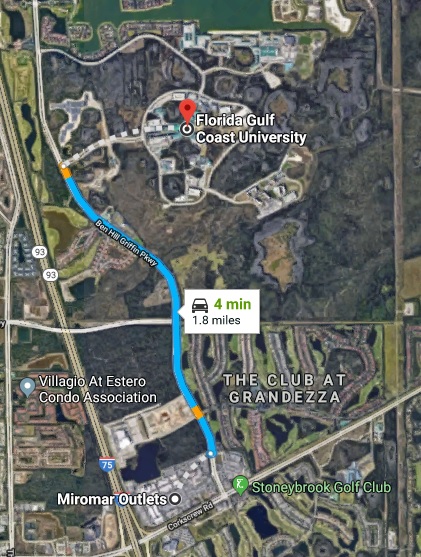 Florida Gulf
Coast University
Ben Hill Griffin Pkwy
93
93
4 min
1.8 miles
Villagio At Estero
Condo Association
THE CLUB AT
GRANDEZZA
75
Stoneybrook Golf Club
Miromar Outlets
Corkscrew Rd